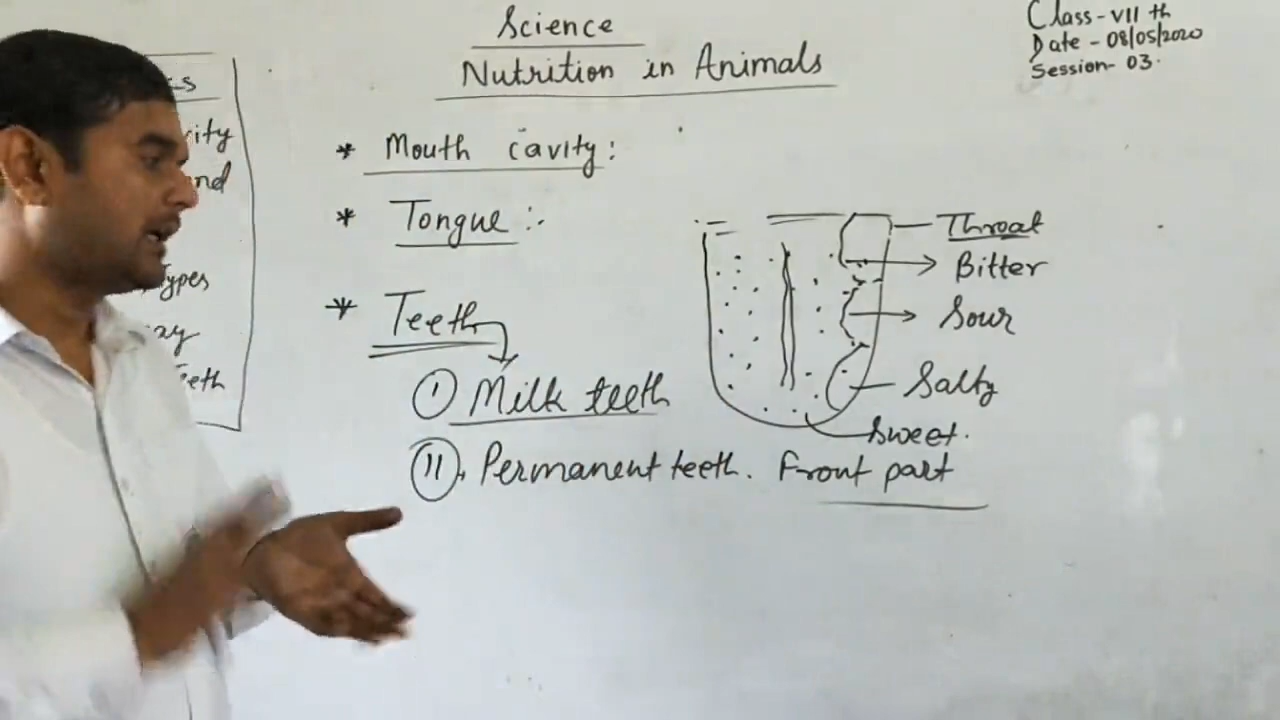 Science
Nutrition in Animals
Class - VII th
Date - 08/05/2020
Session - 03.
* Mouth cavity :
* Tongue :-
* Teeth
(I) Milk teeth
(II). Permanent teeth.
Throat
Bitter
Sour
Salty
Sweet.
Front part